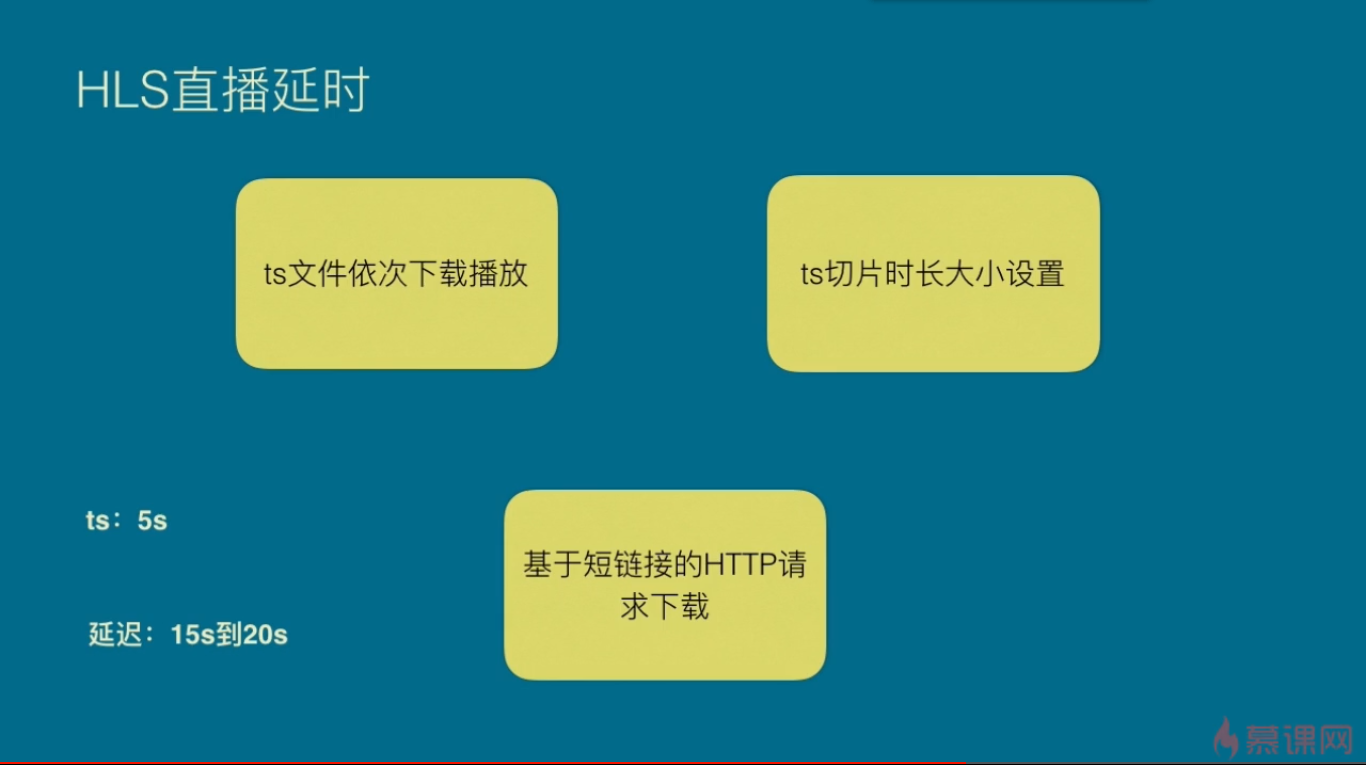 HLS直播延时
ts文件依次下载播放
ts切片时长大小设置
ts：5s
延迟：15s到20s
基于短链接的HTTP请
求下载
慕课网